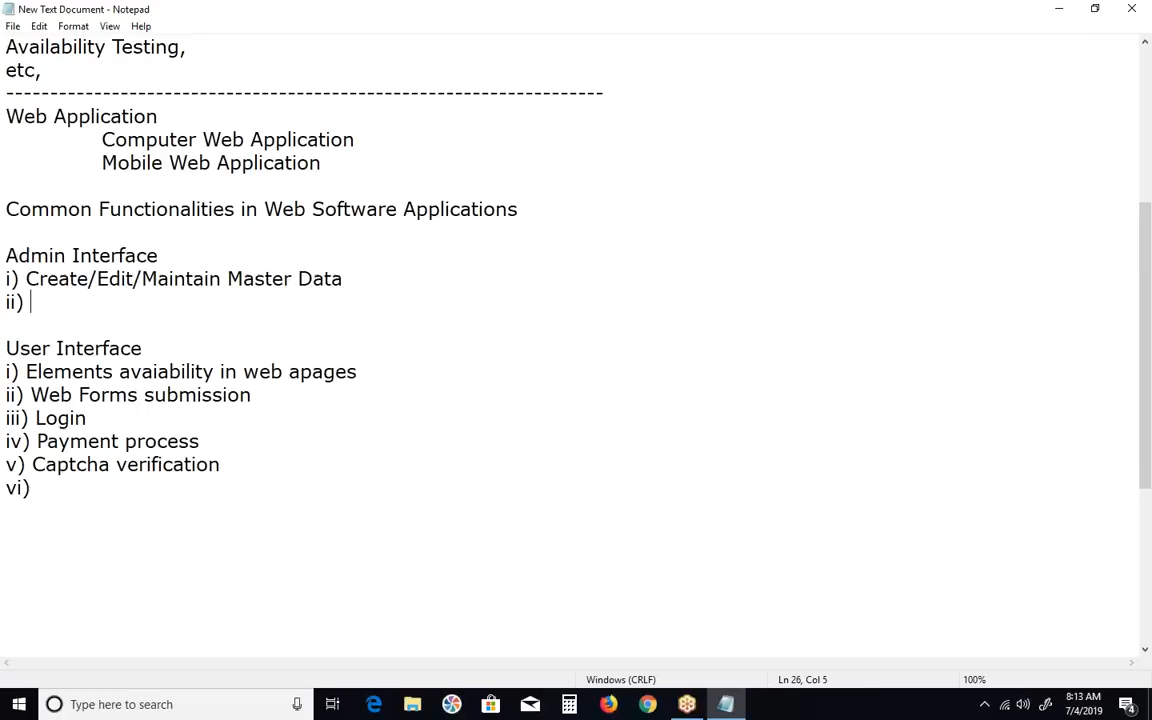 New Text Document - Notepad
File Edit Format View Help
Availability Testing,
etc,
--------------------------------------------------------------------
Web Application
Computer Web Application
Mobile Web Application
Common Functionalities in Web Software Applications
Admin Interface
i) Create/Edit/Maintain Master Data
ii)
User Interface
i) Elements avaiability in web apages
ii) Web Forms submission
iii) Login
iv) Payment process
v) Captcha verification
vi)
Windows (CRLF) Ln 26, Col 5 100%
Type here to search
8:13 AM
7/4/2019
4